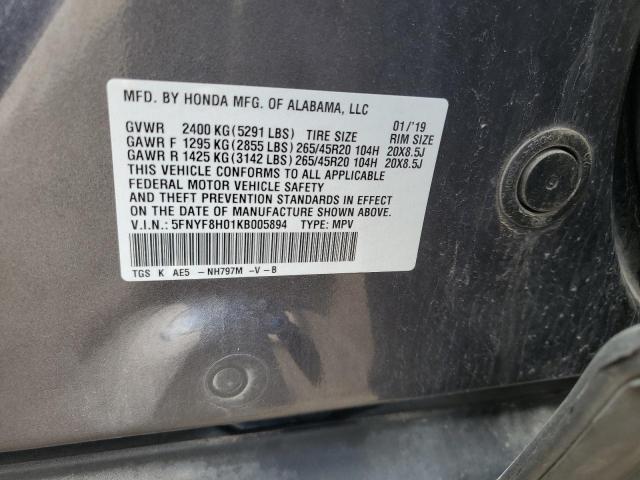 MFD. BY HONDA MFG. OF ALABAMA, LLC
GVWR 2400 KG (5291 LBS) TIRE SIZE 01/'19 RIM SIZE
GAWR F 1295 KG (2855 LBS) 265/45R20 104H 20X8.5J
GAWR R 1425 KG (3142 LBS) 265/45R20 104H 20X8.5J
THIS VEHICLE CONFORMS TO ALL APPLICABLE
FEDERAL MOTOR VEHICLE SAFETY
AND THEFT PREVENTION STANDARDS IN EFFECT
ON THE DATE OF MANUFACTURE SHOWN ABOVE.
V.I.N.: 5FNYF8H01KB005894 TYPE: MPV
TGS K AE5 -NH797M -V-B